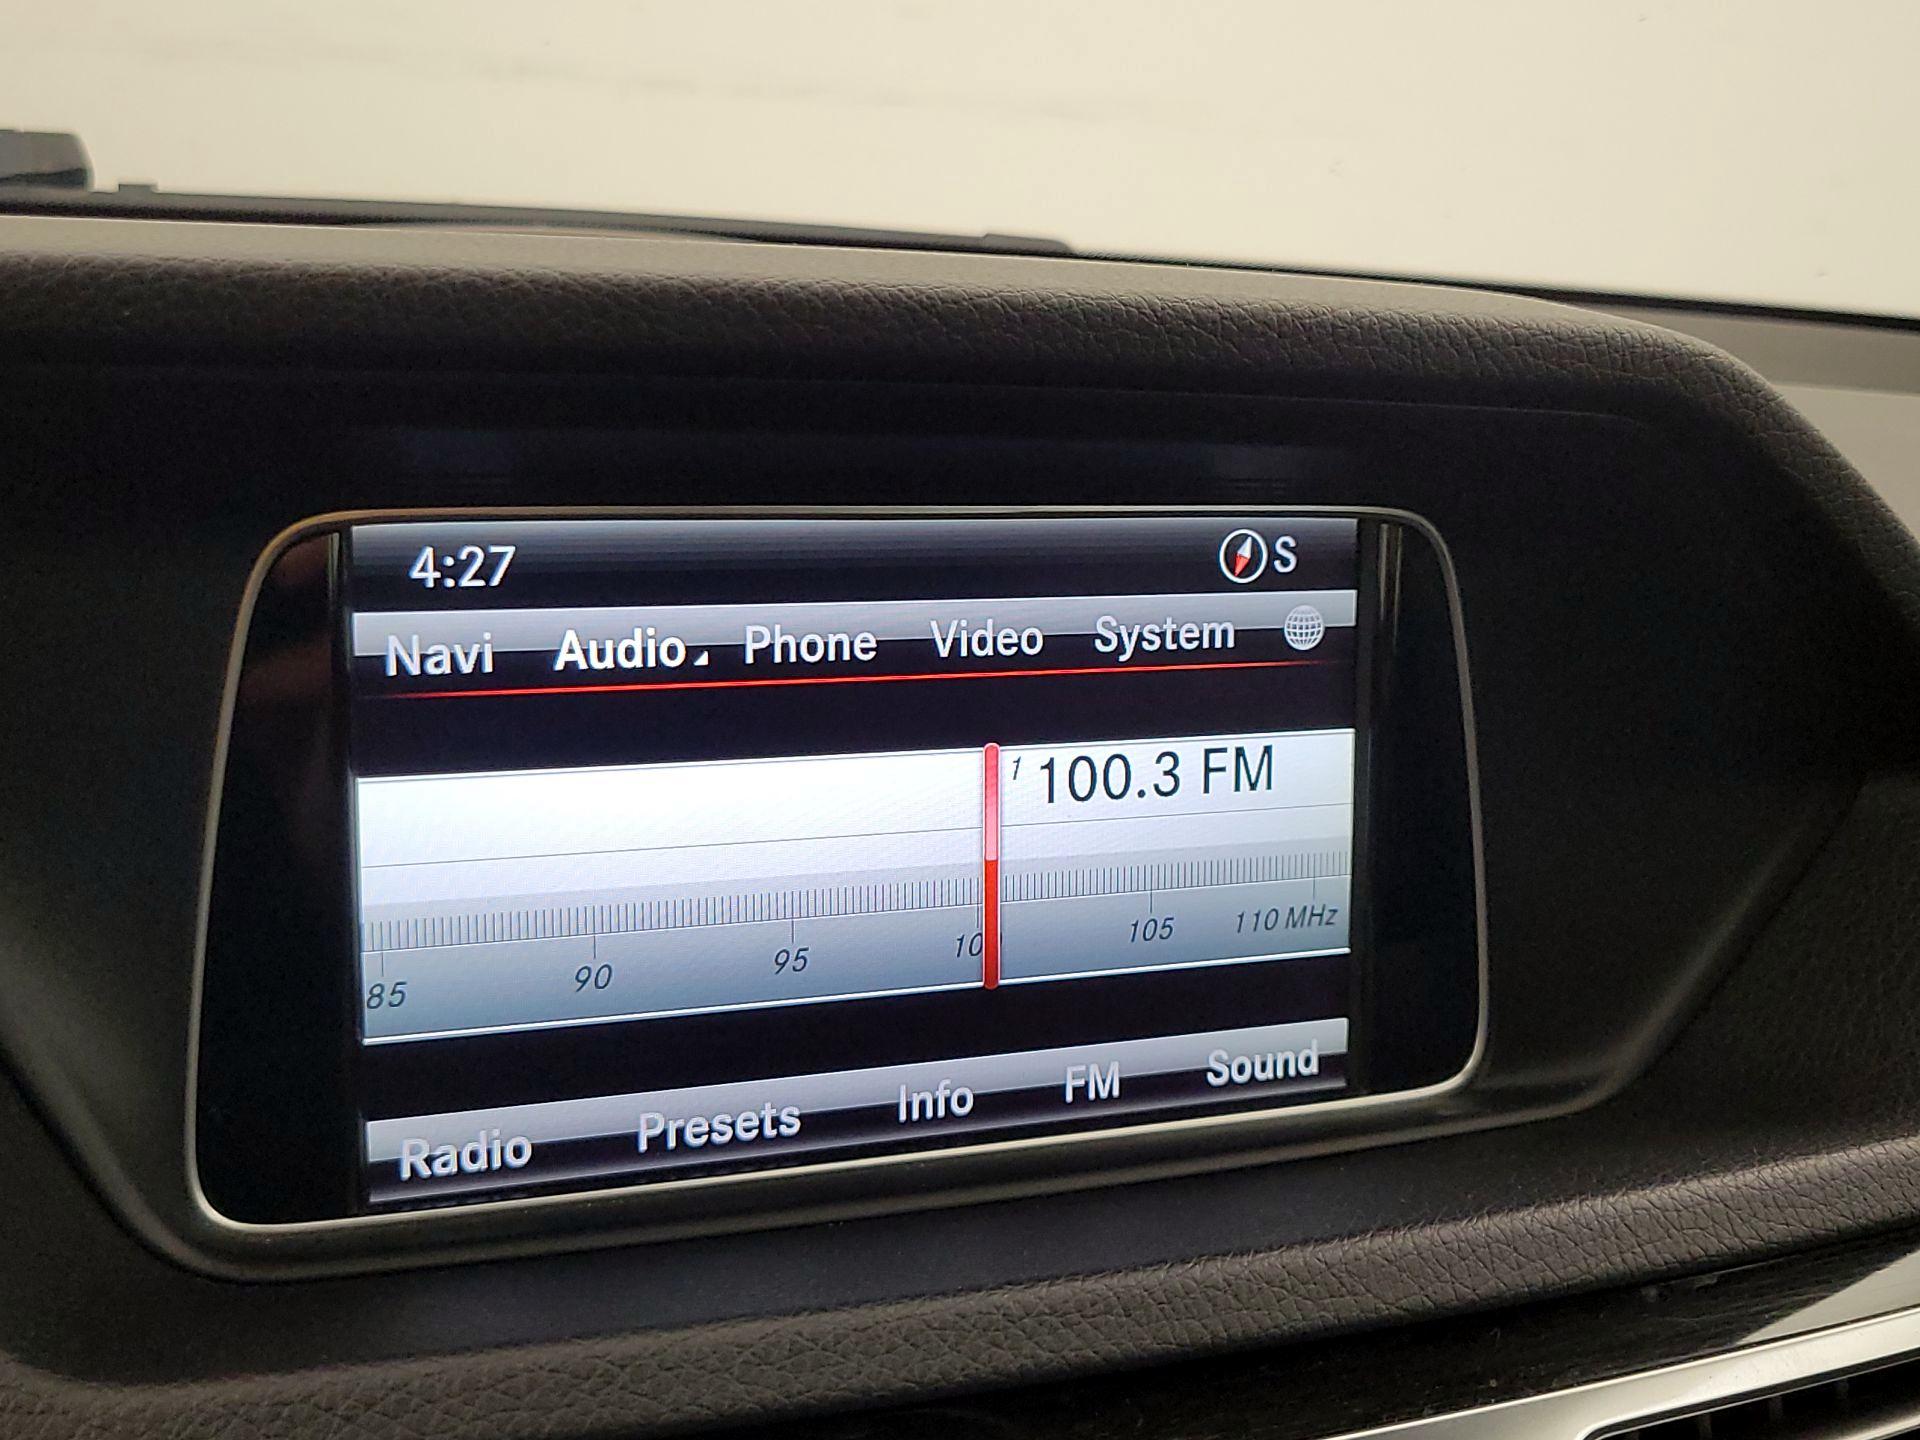 4:27 S
Navi Audio Phone Video System
1 100.3 FM
85 90 95 10 105 110 MHz
Radio Presets Info FM Sound